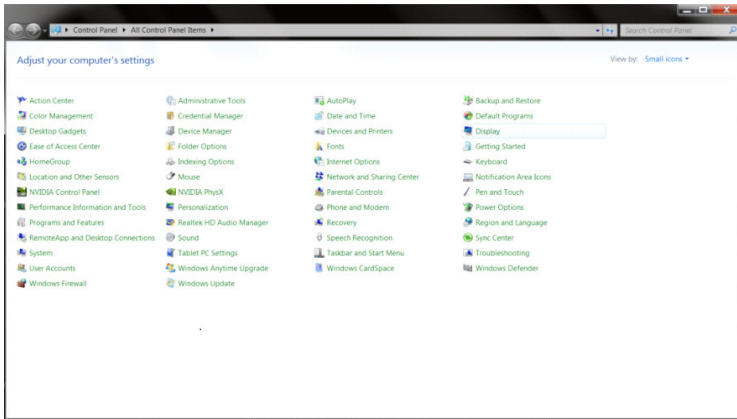 Control Panel All Control Panel Items
Search Control Panel
Adjust your computer's settings
View by: Small icons
Action Center Administrative Tools AutoPlay Backup and Restore
Color Management Credential Manager Date and Time Default Programs
Desktop Gadgets Device Manager Devices and Printers Display
Ease of Access Center Folder Options Fonts Getting Started
HomeGroup Indexing Options Internet Options Keyboard
Location and Other Sensors Mouse Network and Sharing Center Notification Area Icons
NVIDIA Control Panel NVIDIA PhysX Parental Controls Pen and Touch
Performance Information and Tools Personalization Phone and Modem Power Options
Programs and Features Realtek HD Audio Manager Recovery Region and Language
RemoteApp and Desktop Connections Sound Speech Recognition Sync Center
System Tablet PC Settings Taskbar and Start Menu Troubleshooting
User Accounts Windows Anytime Upgrade Windows CardSpace Windows Defender
Windows Firewall Windows Update